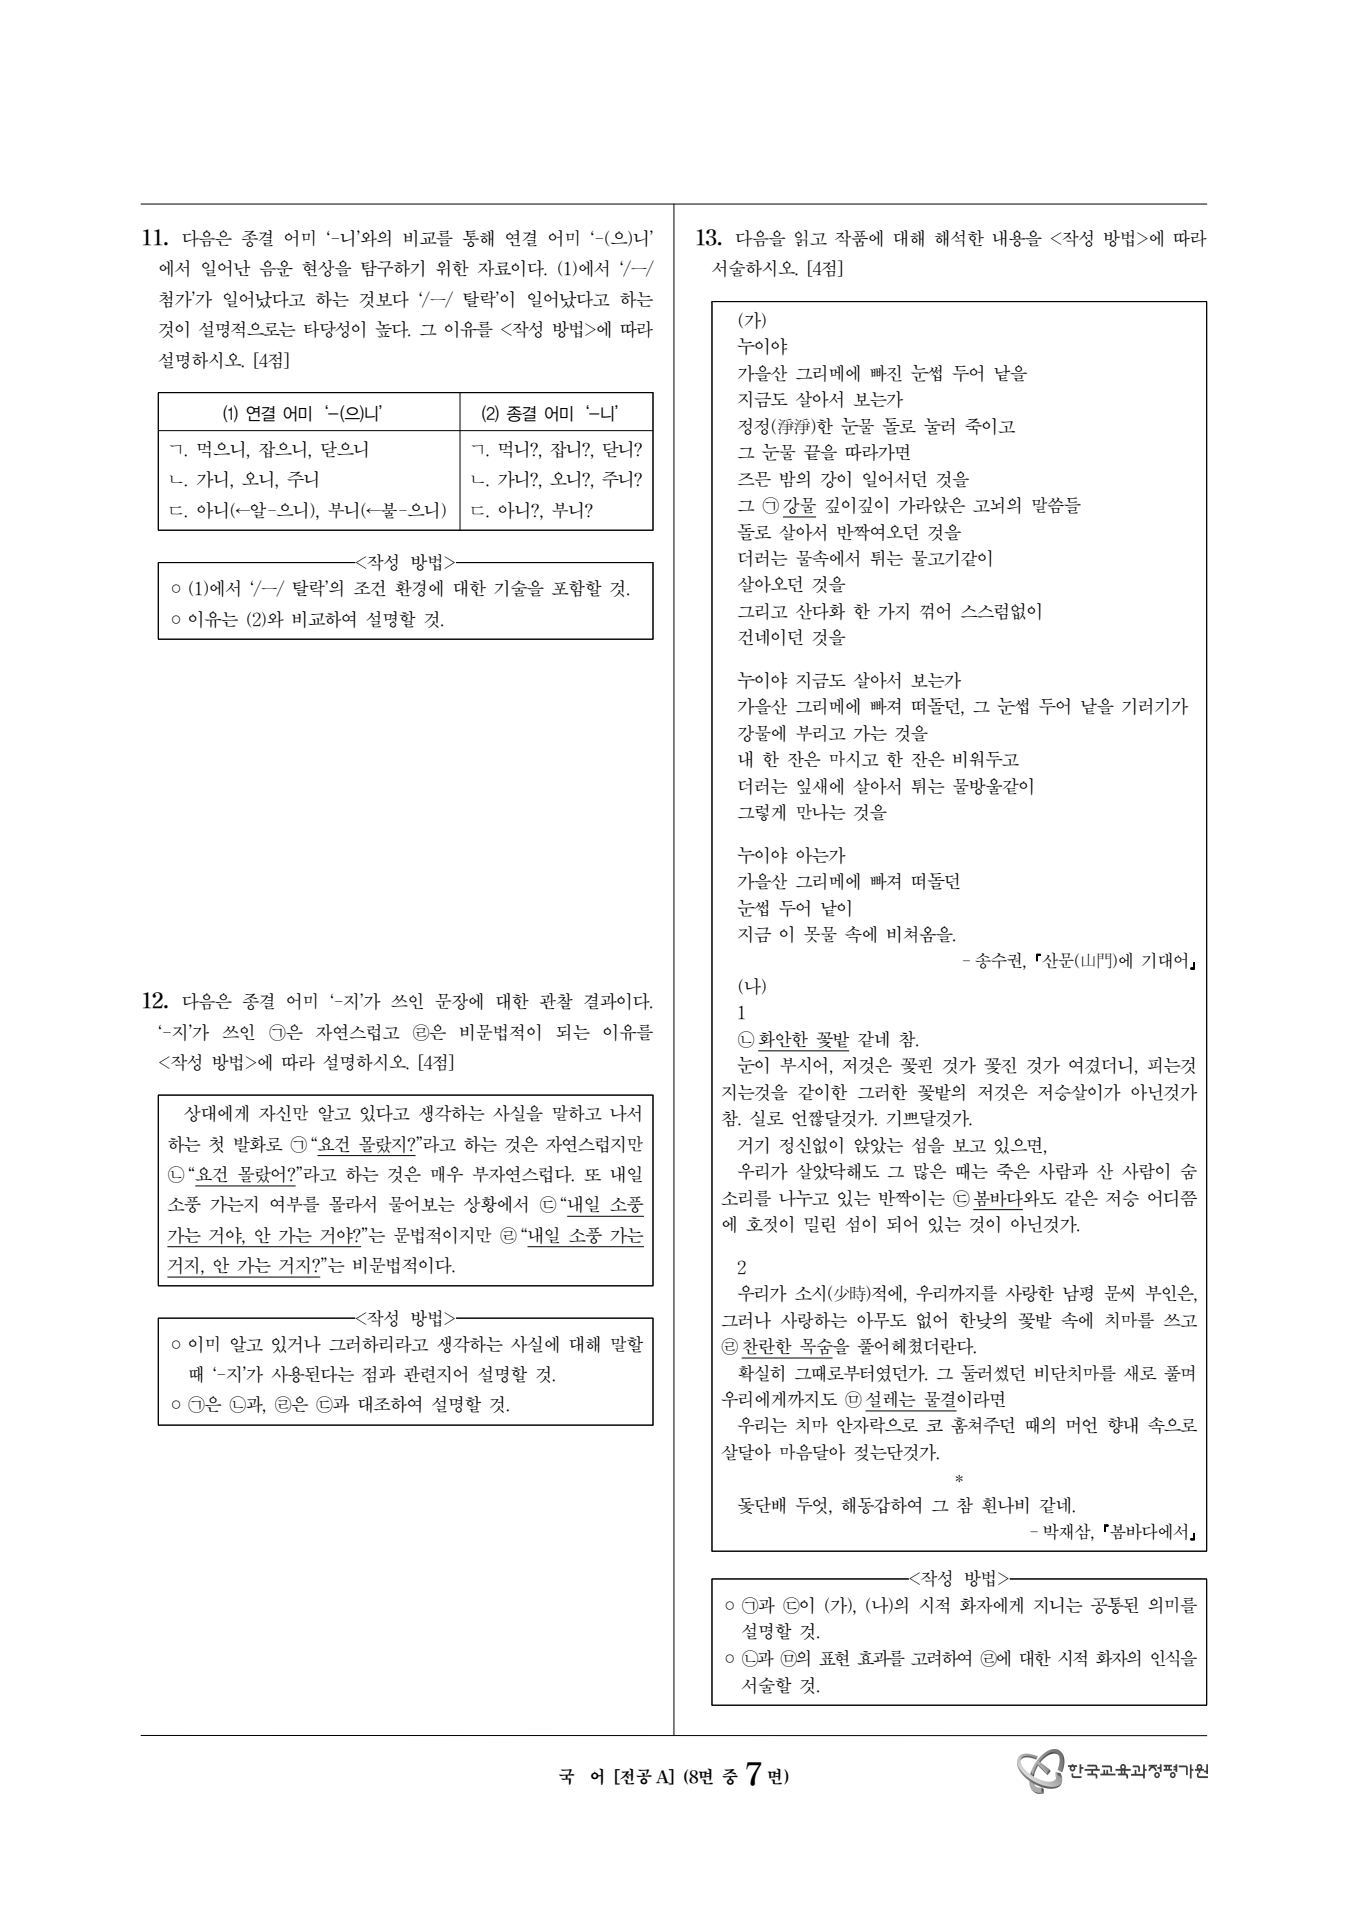 11. 다음은 종결 어미 ‘-니’와의 비교를 통해 연결 어미 ‘-(으)니’
에서 일어난 음운 현상을 탐구하기 위한 자료이다. (1)에서 ‘/ㅡ/
첨가’가 일어났다고 하는 것보다 ‘/ㅡ/ 탈락’이 일어났다고 하는
것이 설명적으로는 타당성이 높다. 그 이유를 <작성 방법>에 따라
설명하시오. [4점]
(1) 연결 어미 ‘-(으)니’
(2) 종결 어미 ‘-니’
ㄱ. 먹으니, 잡으니, 닫으니
ㄱ. 먹니?, 잡니?, 닫니?
ㄴ. 가니, 오니, 주니
ㄴ. 가니?, 오니?, 주니?
ㄷ. 아니(←알-으니), 부니(←불-으니)
ㄷ. 아니?, 부니?
<작성 방법>
○ (1)에서 ‘/ㅡ/ 탈락’의 조건 환경에 대한 기술을 포함할 것.
○ 이유는 (2)와 비교하여 설명할 것.
12. 다음은 종결 어미 ‘-지’가 쓰인 문장에 대한 관찰 결과이다.
‘-지’가 쓰인 ㉠은 자연스럽고 ㉣은 비문법적이 되는 이유를
<작성 방법>에 따라 설명하시오. [4점]
상대에게 자신만 알고 있다고 생각하는 사실을 말하고 나서
하는 첫 발화로 ㉠“요건 몰랐지?”라고 하는 것은 자연스럽지만
㉡“요건 몰랐어?”라고 하는 것은 매우 부자연스럽다. 또 내일
소풍 가는지 여부를 몰라서 물어보는 상황에서 ㉢“내일 소풍
가는 거야, 안 가는 거야?”는 문법적이지만 ㉣“내일 소풍 가는
거지, 안 가는 거지?”는 비문법적이다.
<작성 방법>
○ 이미 알고 있거나 그러하리라고 생각하는 사실에 대해 말할
때 ‘-지’가 사용된다는 점과 관련지어 설명할 것.
○ ㉠은 ㉡과, ㉣은 ㉢과 대조하여 설명할 것.
13. 다음을 읽고 작품에 대해 해석한 내용을 <작성 방법>에 따라
서술하시오. [4점]
(가)
누이야
가을산 그리메에 빠진 눈썹 두어 낱을
지금도 살아서 보는가
정정(淨淨)한 눈물 돌로 눌러 죽이고
그 눈물 끝을 따라가면
즈믄 밤의 강이 일어서던 것을
그 ㉠강물 깊이깊이 가라앉은 고뇌의 말씀들
돌로 살아서 반짝여오던 것을
더러는 물속에서 튀는 물고기같이
살아오던 것을
그리고 산다화 한 가지 꺾어 스스럼없이
건네이던 것을
누이야 지금도 살아서 보는가
가을산 그리메에 빠져 떠돌던, 그 눈썹 두어 낱을 기러기가
강물에 부리고 가는 것을
내 한 잔은 마시고 한 잔은 비워두고
더러는 잎새에 살아서 튀는 물방울같이
그렇게 만나는 것을
누이야 아는가
가을산 그리메에 빠져 떠돌던
눈썹 두어 낱이
지금 이 못물 속에 비쳐옴을.
- 송수권, 『산문(山門)에 기대어』
(나)
1
㉡화안한 꽃밭 같네 참.
눈이 부시어, 저것은 꽃핀 것가 꽃진 것가 여겼더니, 피는것
지는것을 같이한 그러한 꽃밭의 저것은 저승살이가 아닌것가
참. 실로 언짢달것가. 기쁘달것가.
거기 정신없이 앉았는 섬을 보고 있으면,
우리가 살았닥해도 그 많은 때는 죽은 사람과 산 사람이 숨
소리를 나누고 있는 반짝이는 ㉢봄바다와도 같은 저승 어디쯤
에 호젓이 밀린 섬이 되어 있는 것이 아닌것가.
2
우리가 소시(少時)적에, 우리까지를 사랑한 남평 문씨 부인은,
그러나 사랑하는 아무도 없어 한낮의 꽃밭 속에 치마를 쓰고
㉣찬란한 목숨을 풀어헤쳤더란다.
확실히 그때로부터였던가. 그 둘러썼던 비단치마를 새로 풀며
우리에게까지도 ㉤설레는 물결이라면
우리는 치마 안자락으로 코 훔쳐주던 때의 머언 향내 속으로
살달아 마음달아 젖는단것가.
*
돛단배 두엇, 해동갑하여 그 참 흰나비 같네.
- 박재삼, 『봄바다에서』
<작성 방법>
○ ㉠과 ㉢이 (가), (나)의 시적 화자에게 지니는 공통된 의미를
설명할 것.
○ ㉡과 ㉤의 표현 효과를 고려하여 ㉣에 대한 시적 화자의 인식을
서술할 것.
국 어 [전공 A] (8면 중 7 면)
한국교육과정평가원